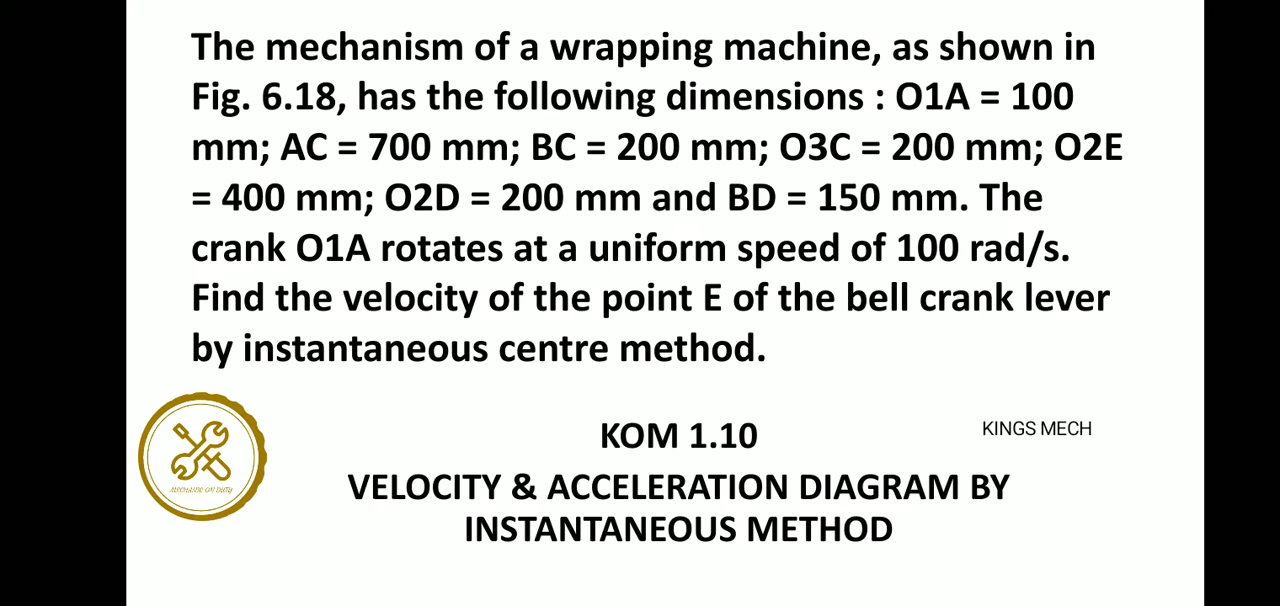 The mechanism of a wrapping machine, as shown in
Fig. 6.18, has the following dimensions : O1A = 100
mm; AC = 700 mm; BC = 200 mm; O3C = 200 mm; O2E
= 400 mm; O2D = 200 mm and BD = 150 mm. The
crank O1A rotates at a uniform speed of 100 rad/s.
Find the velocity of the point E of the bell crank lever
by instantaneous centre method.
KOM 1.10
KINGS MECH
VELOCITY & ACCELERATION DIAGRAM BY
INSTANTANEOUS METHOD
MECHANIC ON DUTY